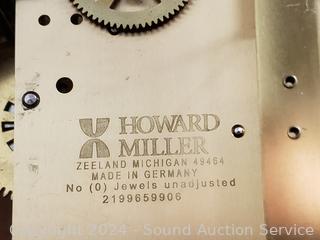 HOWARD
MILLER
ZEELAND MICHIGAN 49464
MADE IN GERMANY
No (0) Jewels unadjusted
2199659906
Copyright 2024 - Sound Auction Service